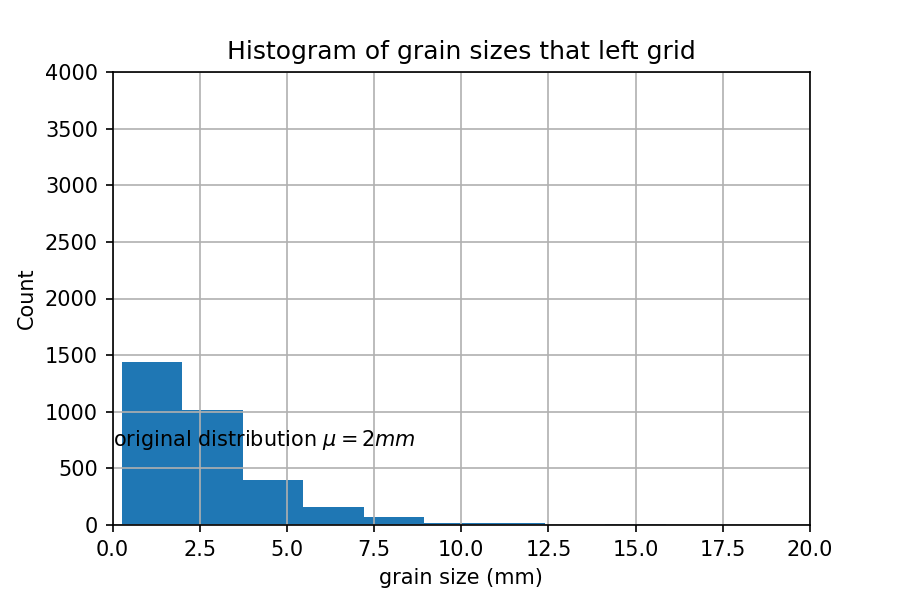 Histogram of grain sizes that left grid
4000
3500
3000
2500
2000
1500
1000
500
0
Count
original distribution μ = 2mm
0.0 2.5 5.0 7.5 10.0 12.5 15.0 17.5 20.0
grain size (mm)